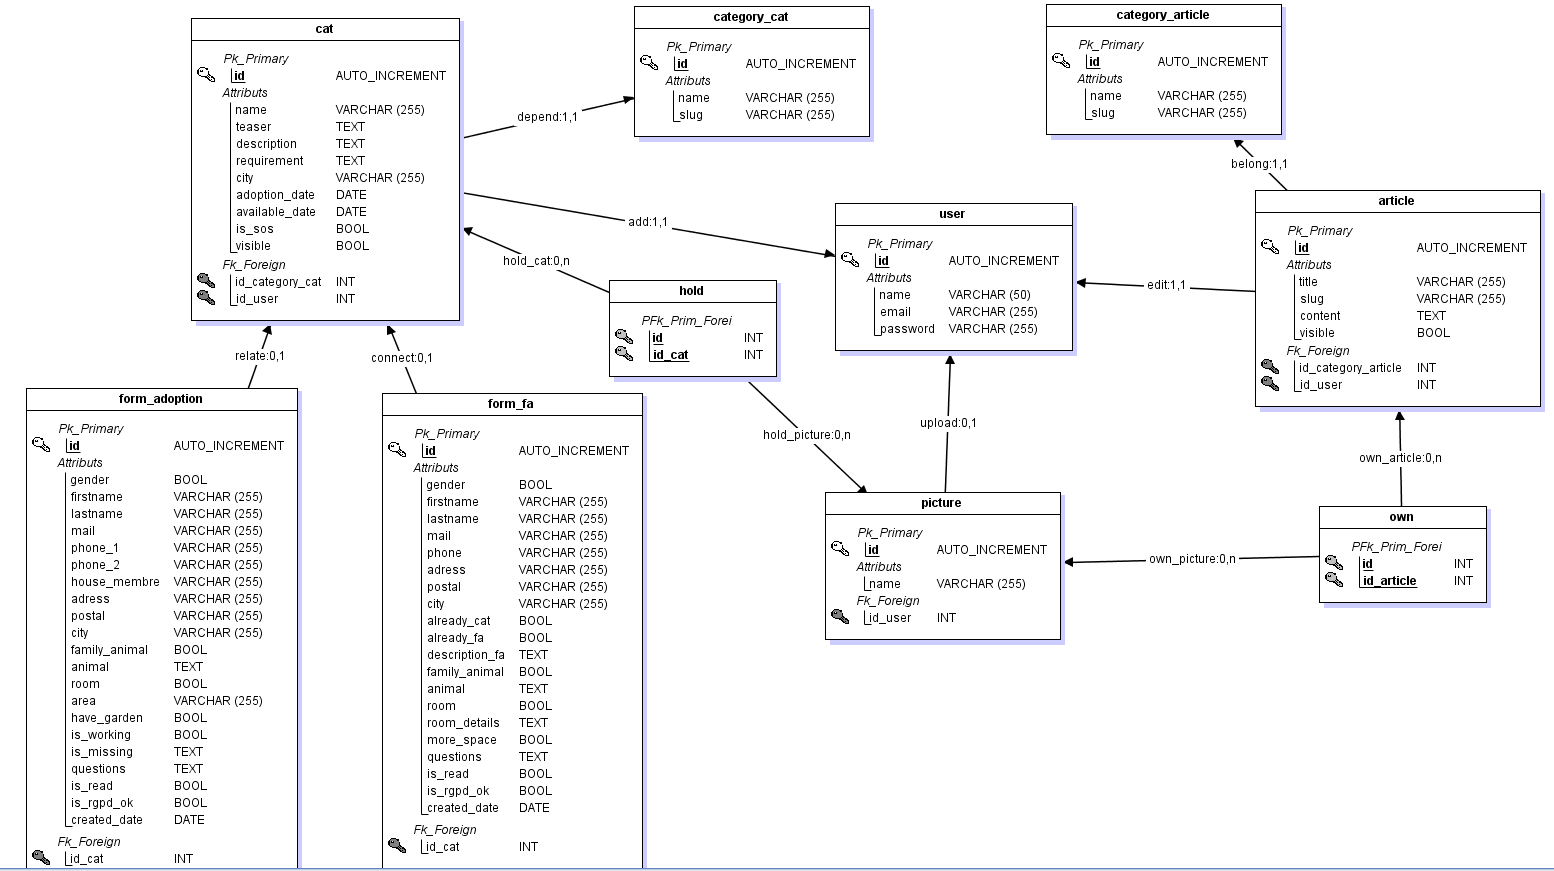 cat
Pk_Primary
id AUTO_INCREMENT
Attributs
name VARCHAR (255)
teaser TEXT
description TEXT
requirement TEXT
city VARCHAR (255)
adoption_date DATE
available_date DATE
is_sos BOOL
visible BOOL
Fk_Foreign
id_category_cat INT
id_user INT
category_cat
Pk_Primary
id AUTO_INCREMENT
Attributs
name VARCHAR (255)
slug VARCHAR (255)
category_article
Pk_Primary
id AUTO_INCREMENT
Attributs
name VARCHAR (255)
slug VARCHAR (255)
depend:1,1
belong:1,1
add:1,1
hold_cat:0,n
edit:1,1
user
Pk_Primary
id AUTO_INCREMENT
Attributs
name VARCHAR (50)
email VARCHAR (255)
password VARCHAR (255)
article
Pk_Primary
id AUTO_INCREMENT
Attributs
title VARCHAR (255)
slug VARCHAR (255)
content TEXT
visible BOOL
Fk_Foreign
id_category_article INT
id_user INT
hold
PFk_Prim_Forei
id INT
id_cat INT
relate:0,1
connect:0,1
hold_picture:0,n
upload:0,1
own_article:0,n
form_adoption
Pk_Primary
id AUTO_INCREMENT
Attributs
gender BOOL
firstname VARCHAR (255)
lastname VARCHAR (255)
mail VARCHAR (255)
phone_1 VARCHAR (255)
phone_2 VARCHAR (255)
house_membre VARCHAR (255)
adress VARCHAR (255)
postal VARCHAR (255)
city VARCHAR (255)
family_animal BOOL
animal TEXT
room BOOL
area VARCHAR (255)
have_garden BOOL
is_working BOOL
is_missing TEXT
questions TEXT
is_read BOOL
is_rgpd_ok BOOL
created_date DATE
Fk_Foreign
id_cat INT
form_fa
Pk_Primary
id AUTO_INCREMENT
Attributs
gender BOOL
firstname VARCHAR (255)
lastname VARCHAR (255)
mail VARCHAR (255)
phone VARCHAR (255)
adress VARCHAR (255)
postal VARCHAR (255)
city VARCHAR (255)
already_cat BOOL
already_fa BOOL
description_fa TEXT
family_animal BOOL
animal TEXT
room BOOL
room_details TEXT
more_space BOOL
questions TEXT
is_read BOOL
is_rgpd_ok BOOL
created_date DATE
Fk_Foreign
id_cat INT
picture
Pk_Primary
id AUTO_INCREMENT
Attributs
name VARCHAR (255)
Fk_Foreign
id_user INT
own_picture:0,n
own
PFk_Prim_Forei
id INT
id_article INT